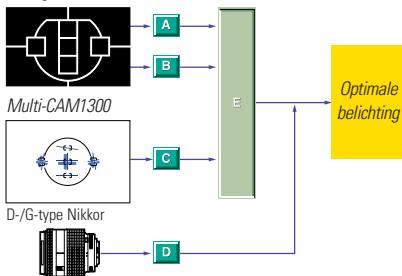 A
B
E
Optimale
belichting
Multi-CAM1300
C
D-/G-type Nikkor
D